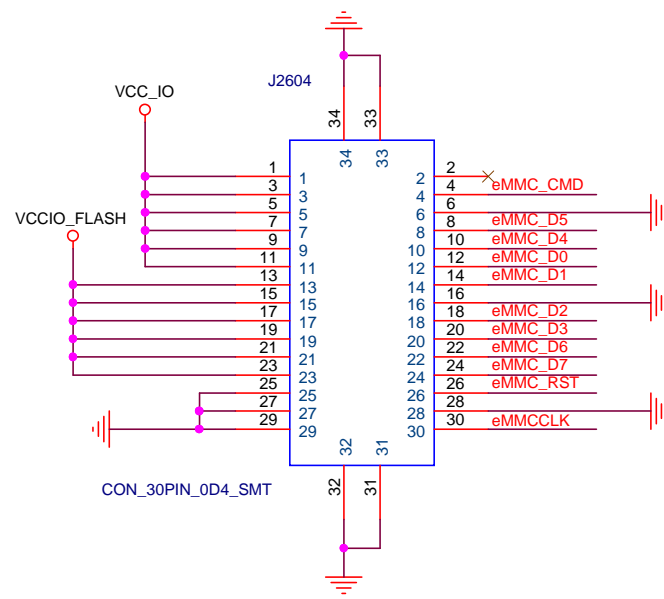 J2604
VCC_IO
34 33
34 33
1 1 2 2
3 3 4 4 eMMC_CMD
5 5 6 6
VCCIO_FLASH 7 7 8 8 eMMC_D5
9 9 10 10 eMMC_D4
11 11 12 12 eMMC_D0
13 13 14 14 eMMC_D1
15 15 16 16
17 17 18 18 eMMC_D2
19 19 20 20 eMMC_D3
21 21 22 22 eMMC_D6
23 23 24 24 eMMC_D7
25 25 26 26 eMMC_RST
27 27 28 28
29 29 30 30 eMMCCLK
32 31
32 31
CON_30PIN_0D4_SMT